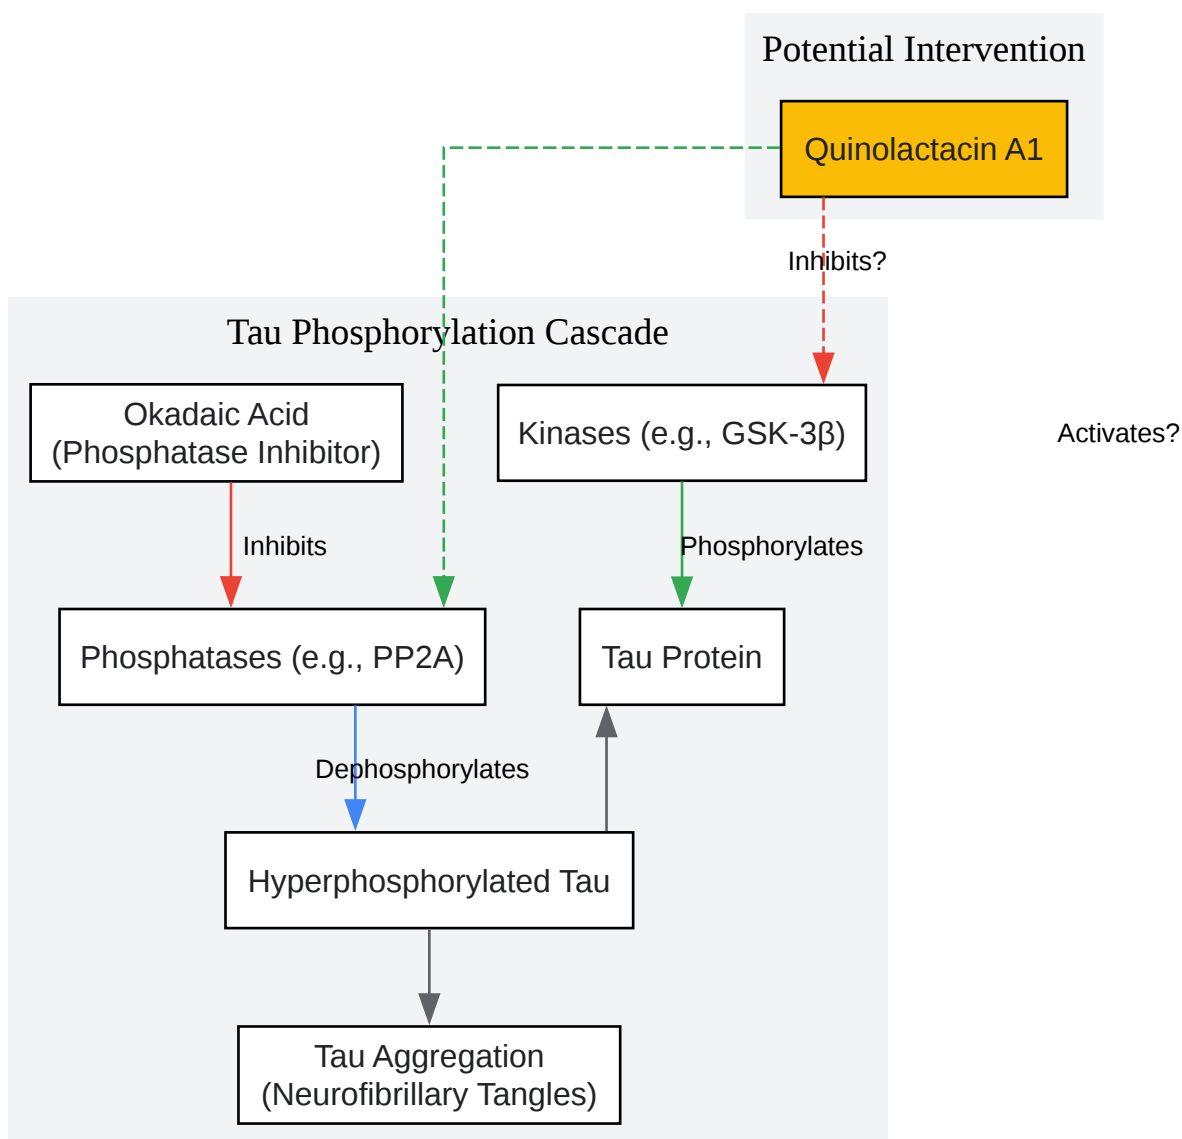 Potential Intervention
Quinolactacin A1
Inhibits?
Tau Phosphorylation Cascade
Okadaic Acid
(Phosphatase Inhibitor)
Kinases (e.g., GSK-3β)
Activates?
Inhibits
Phosphorylates
Phosphatases (e.g., PP2A)
Tau Protein
Dephosphorylates
Hyperphosphorylated Tau
Tau Aggregation
(Neurofibrillary Tangles)